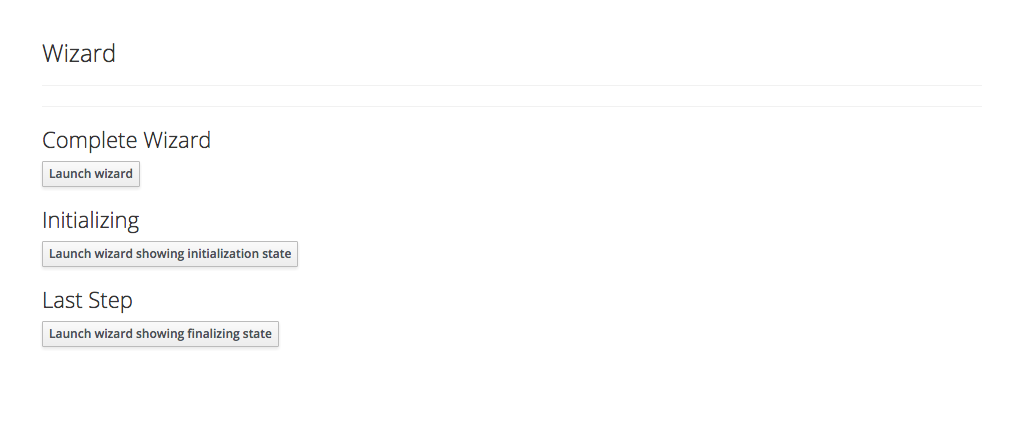 Wizard
Complete Wizard
Launch wizard
Initializing
Launch wizard showing initialization state
Last Step
Launch wizard showing finalizing state